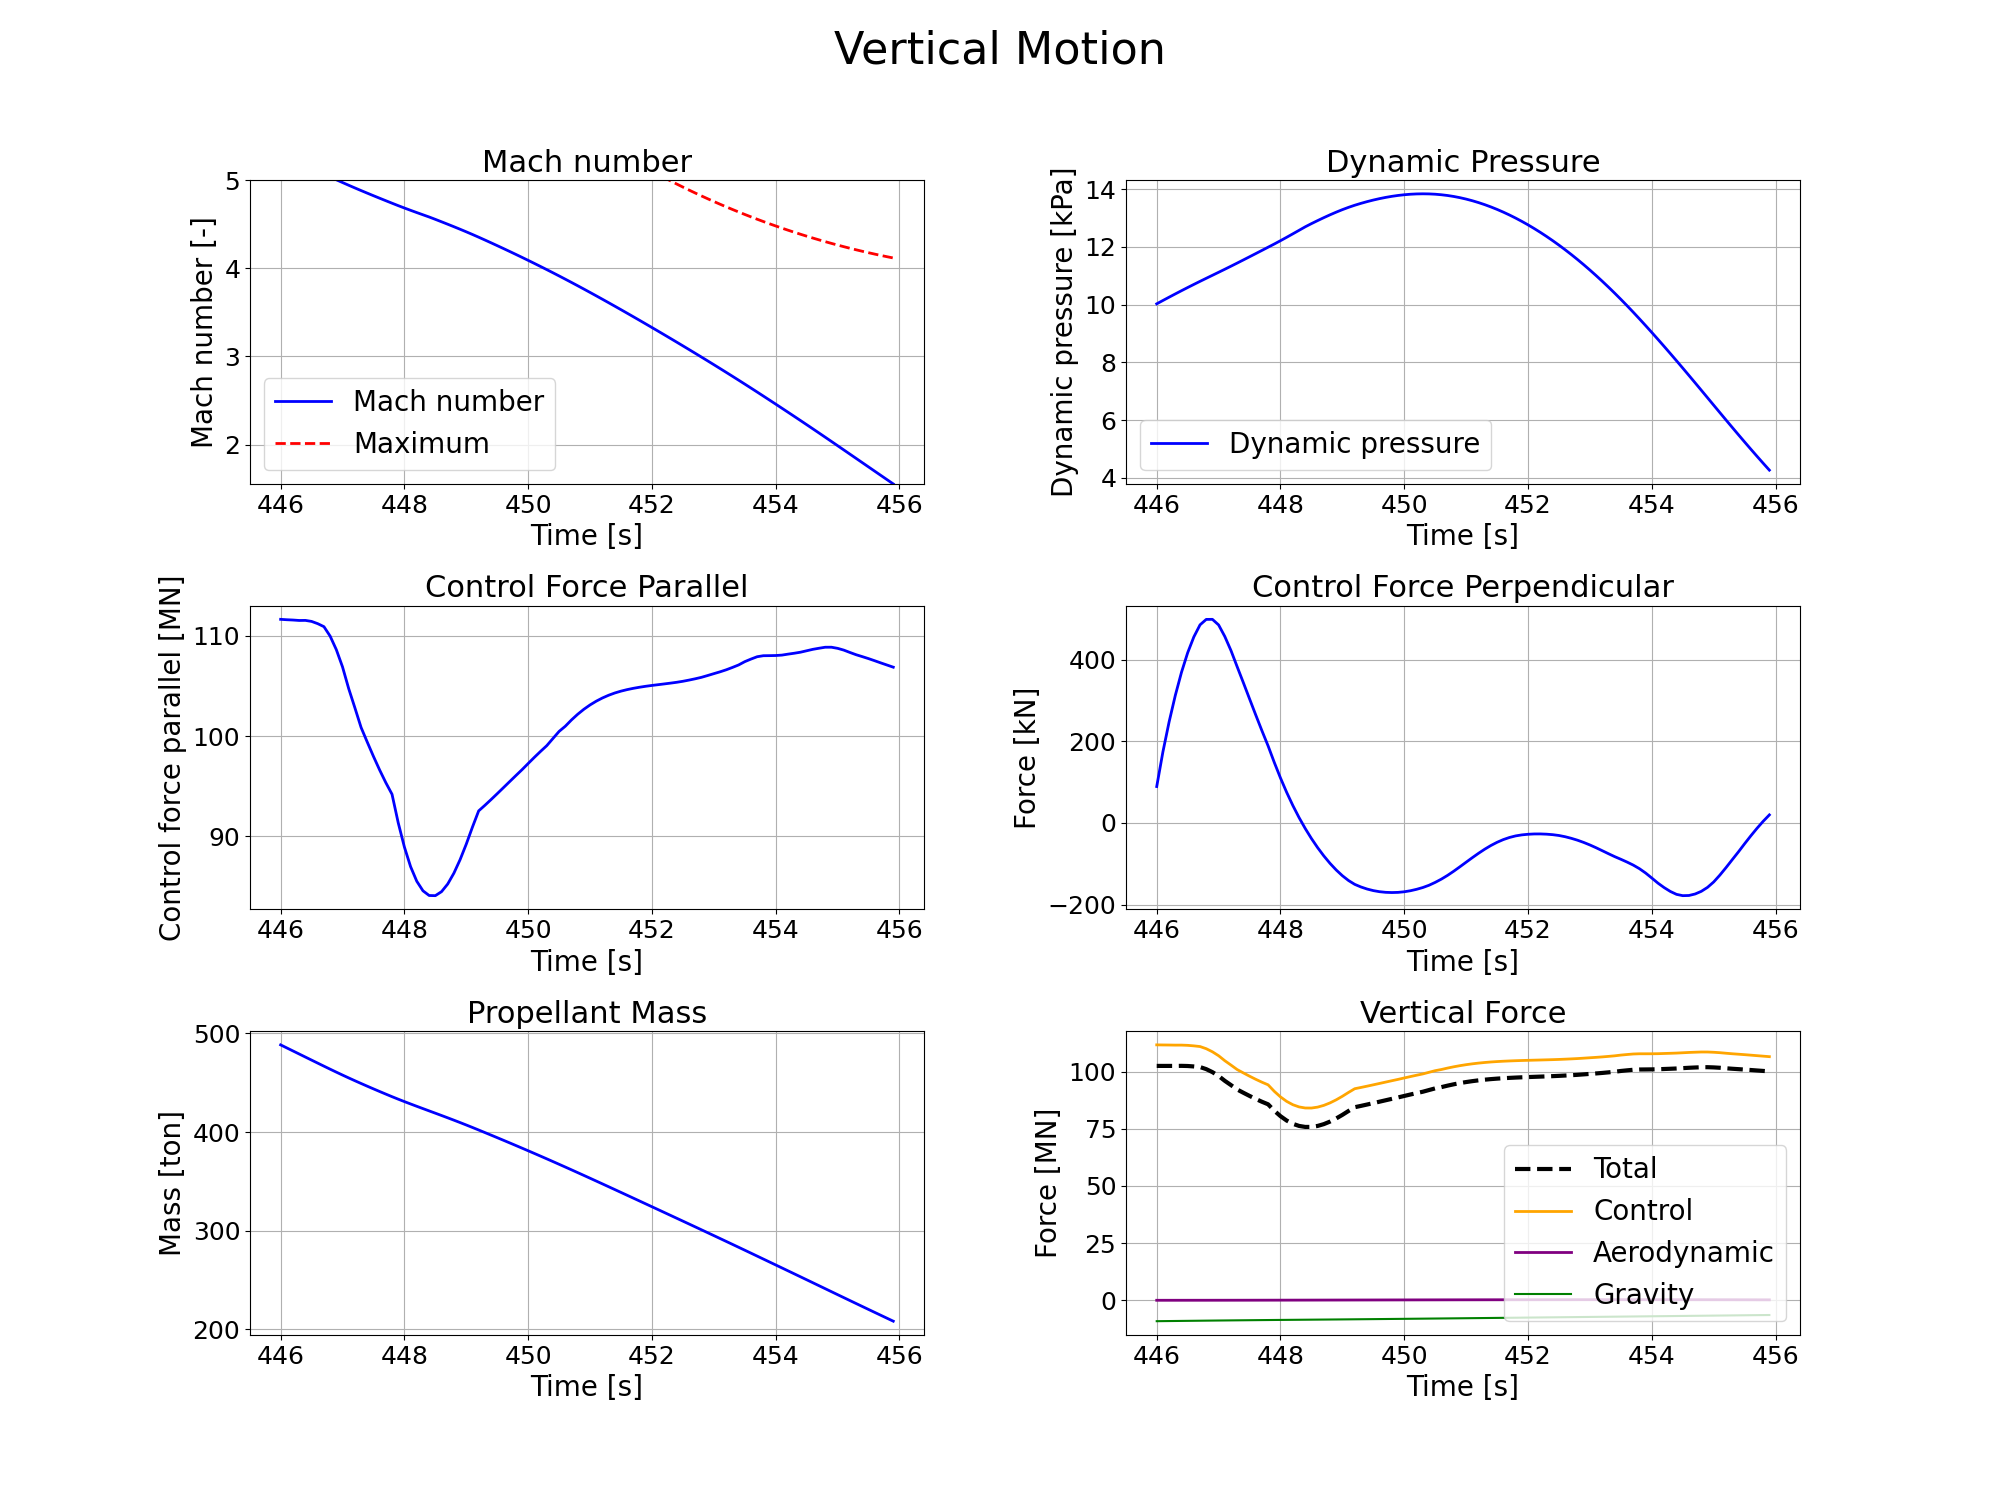 Vertical Motion
Mach number
Mach number [-]
5
4
3
2
Mach number
Maximum
446 448 450 452 454 456
Time [s]
Dynamic Pressure
Dynamic pressure [kPa]
14
12
10
8
6
4
Dynamic pressure
446 448 450 452 454 456
Time [s]
Control Force Parallel
Control force parallel [MN]
110
100
90
446 448 450 452 454 456
Time [s]
Control Force Perpendicular
Force [kN]
400
200
0
−200
446 448 450 452 454 456
Time [s]
Propellant Mass
Mass [ton]
500
400
300
200
446 448 450 452 454 456
Time [s]
Vertical Force
Force [MN]
100
75
50
25
0
Total
Control
Aerodynamic
Gravity
446 448 450 452 454 456
Time [s]